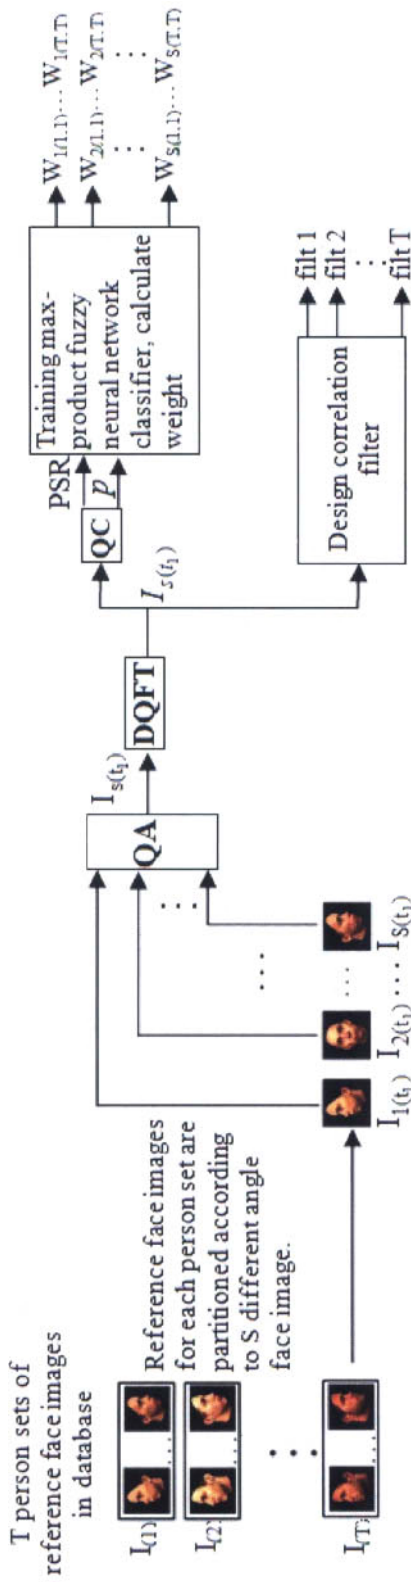 T person sets of
reference face images
in database
I(1)
I(2)
I(T)
Reference face images
for each person set are
partitioned according
to S different angle
face image.
I1(t1) I2(t1) ... IS(t1)
QA
Is(t1)
DQFT
Is(t1)
QC
PSR
p
Training max-
product fuzzy
neural network
classifier, calculate
weight
W1(1,1)... W1(T,T)
W2(1,1)... W2(T,T)
WS(1,1)... WS(T,T)
Design correlation
filter
filt 1
filt 2
filt T